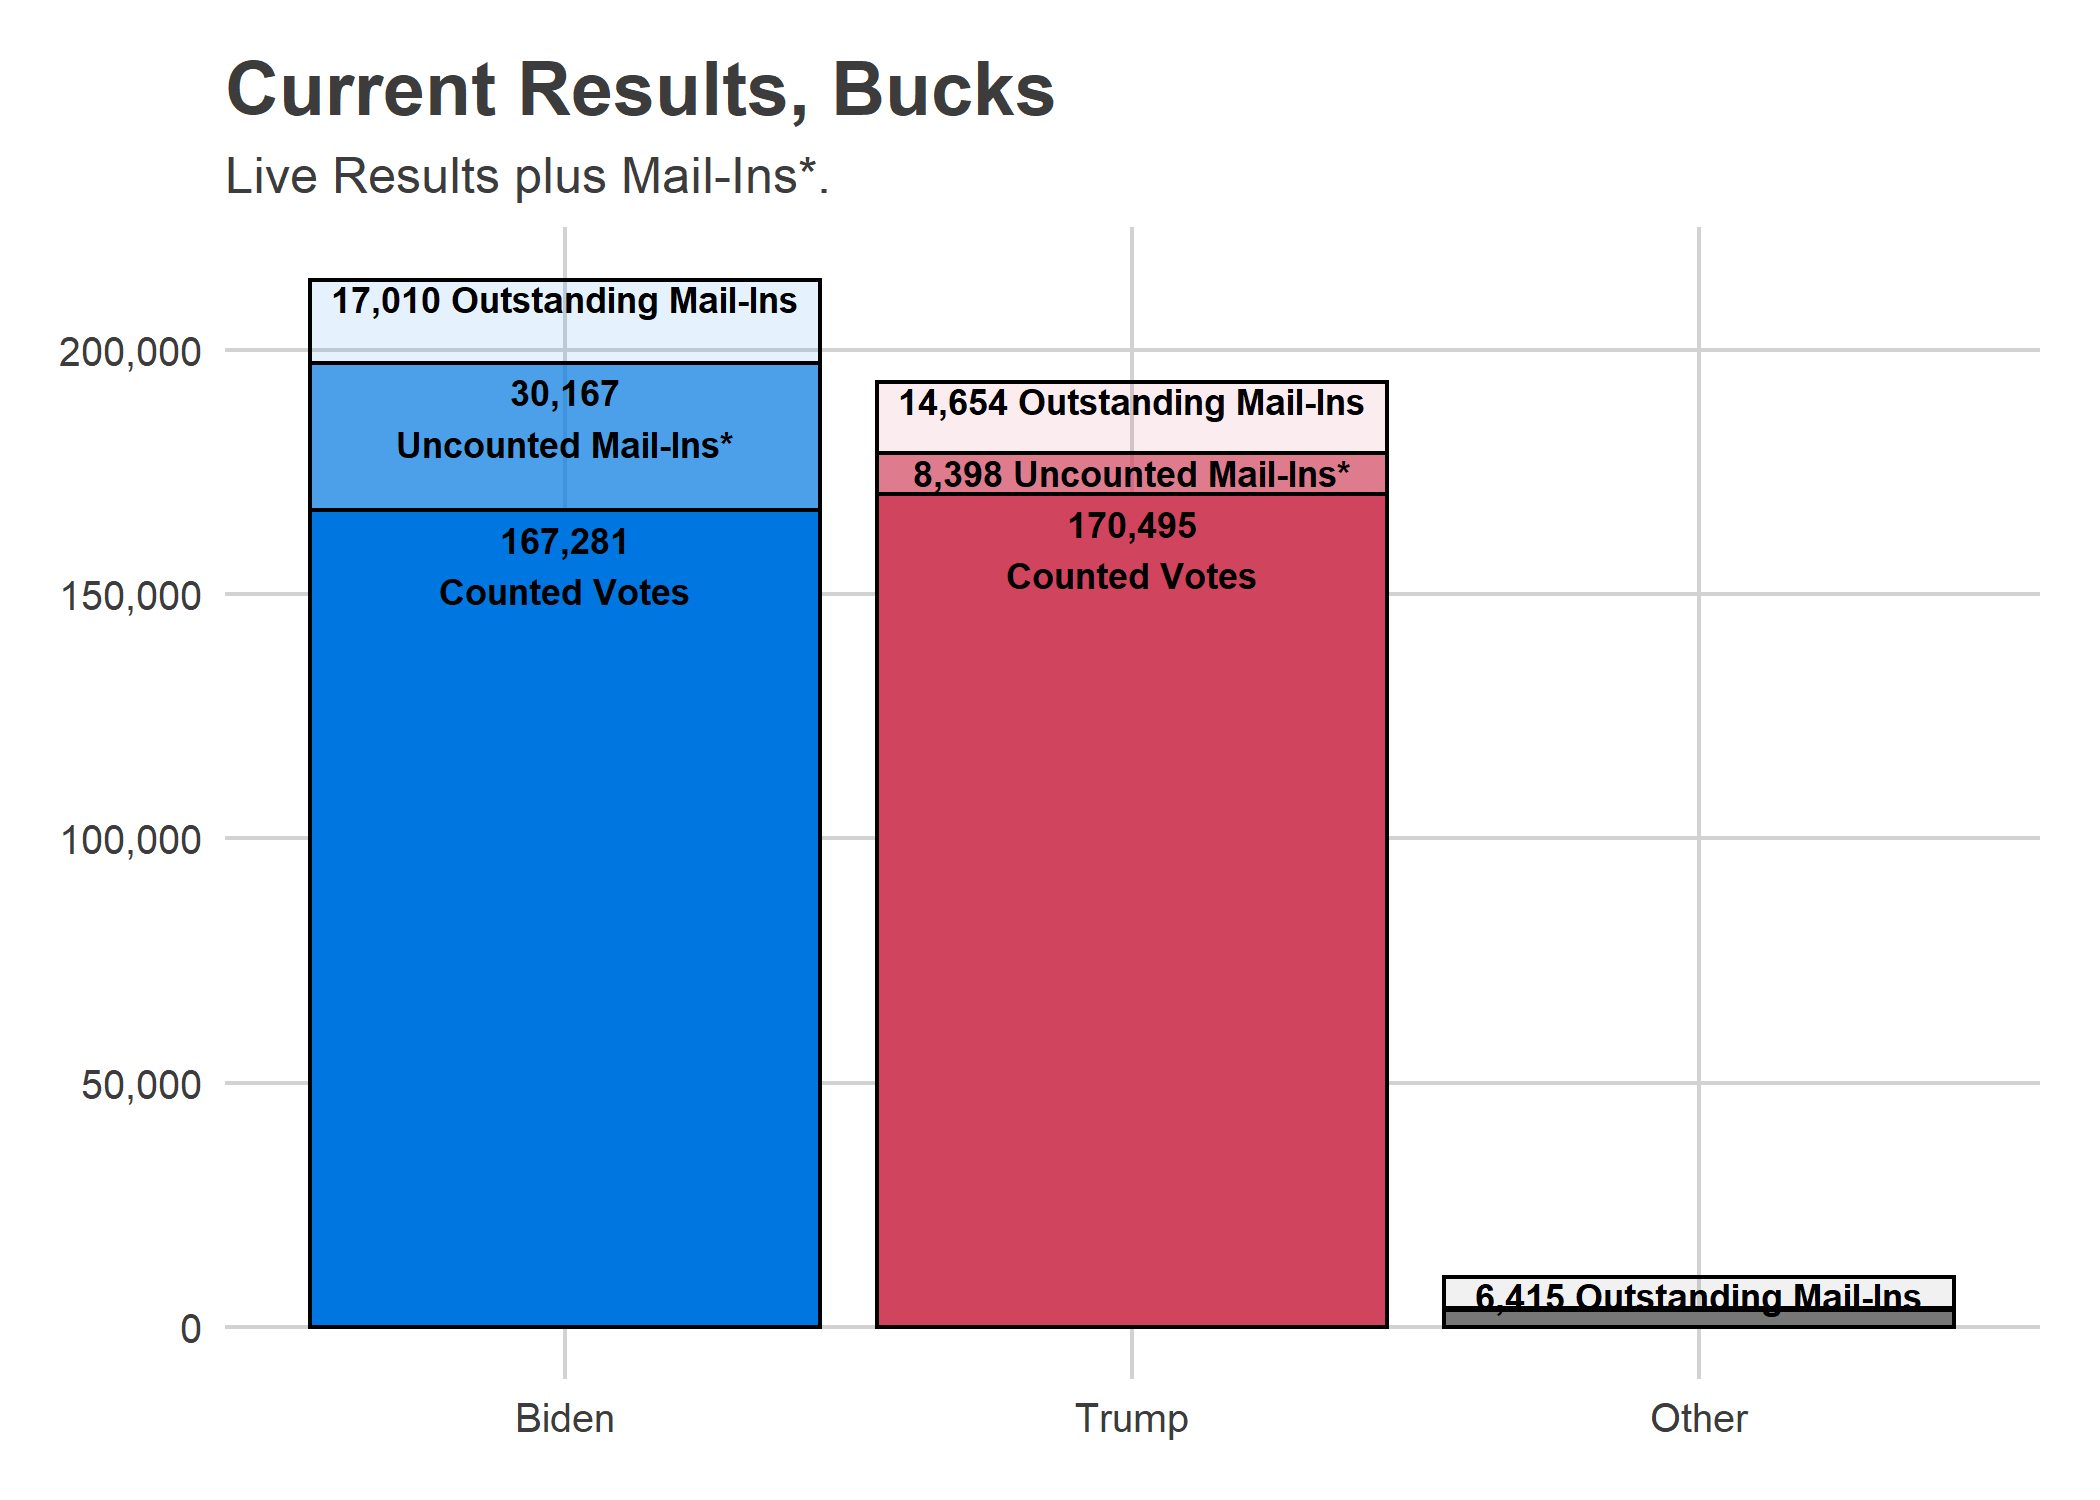 Current Results, Bucks
Live Results plus Mail-Ins*.
17,010 Outstanding Mail-Ins
30,167
Uncounted Mail-Ins*
167,281
Counted Votes
14,654 Outstanding Mail-Ins
8,398 Uncounted Mail-Ins*
170,495
Counted Votes
6,415 Outstanding Mail-Ins
200,000
150,000
100,000
50,000
0
Biden
Trump
Other